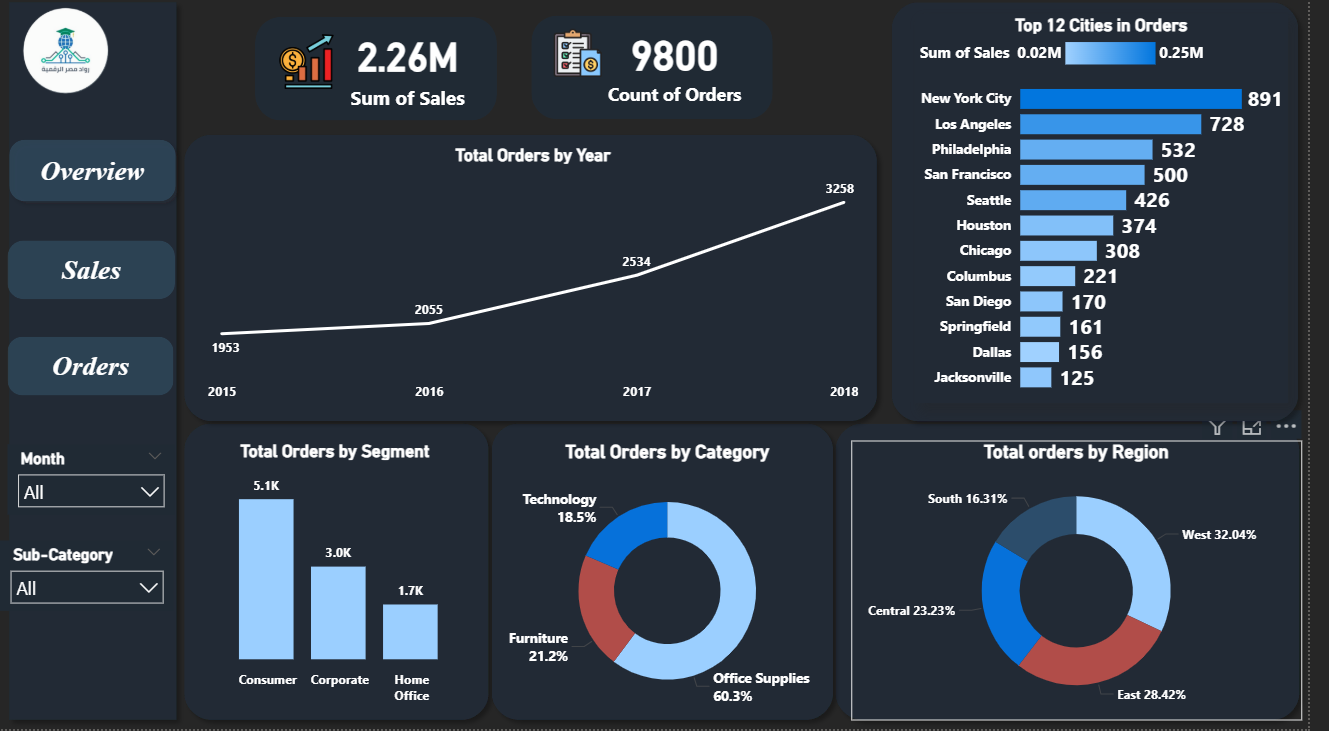 رواد مصر الرقمية
2.26M
Sum of Sales
9800
Count of Orders
Top 12 Cities in Orders
Sum of Sales 0.02M 0.25M
New York City 891
Los Angeles 728
Philadelphia 532
San Francisco 500
Seattle 426
Houston 374
Chicago 308
Columbus 221
San Diego 170
Springfield 161
Dallas 156
Jacksonville 125
Overview
Sales
Orders
Month
All
Sub-Category
All
Total Orders by Year
3258
2534
2055
1953
2015 2016 2017 2018
Total Orders by Segment
5.1K
3.0K
1.7K
Consumer Corporate Home
Office
Total Orders by Category
Technology
18.5%
Furniture
21.2%
Office Supplies
60.3%
Total orders by Region
South 16.31%
West 32.04%
Central 23.23%
East 28.42%